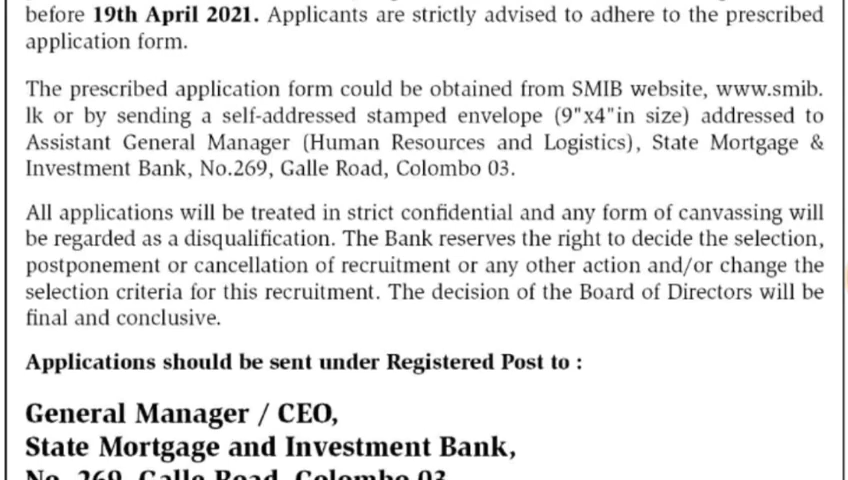 before 19th April 2021. Applicants are strictly advised to adhere to the prescribed
application form.
The prescribed application form could be obtained from SMIB website, www.smib.
lk or by sending a self-addressed stamped envelope (9"x4"in size) addressed to
Assistant General Manager (Human Resources and Logistics), State Mortgage &
Investment Bank, No.269, Galle Road, Colombo 03.
All applications will be treated in strict confidential and any form of canvassing will
be regarded as a disqualification. The Bank reserves the right to decide the selection,
postponement or cancellation of recruitment or any other action and/or change the
selection criteria for this recruitment. The decision of the Board of Directors will be
final and conclusive.
Applications should be sent under Registered Post to :
General Manager / CEO,
State Mortgage and Investment Bank,
No. 269, Galle Road, Colombo 03